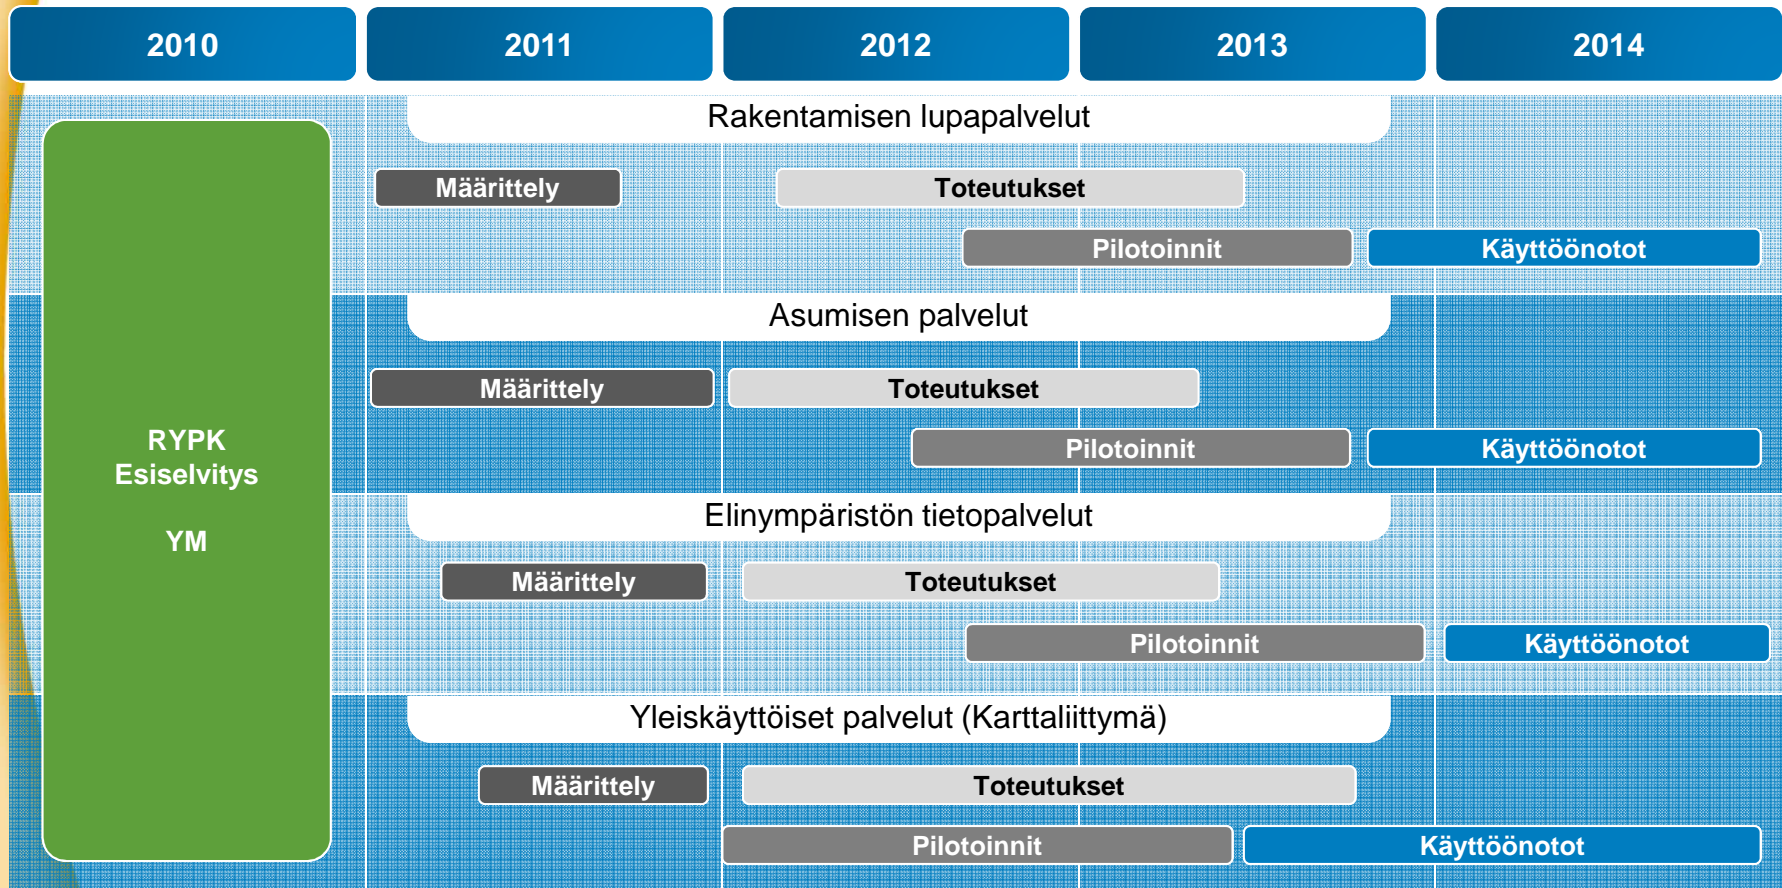 2010
2011
2012
2013
2014
RYPK
Esiselvitys
YM
Rakentamisen lupapalvelut
Määrittely
Toteutukset
Pilotoinnit
Käyttöönotot
Asumisen palvelut
Määrittely
Toteutukset
Pilotoinnit
Käyttöönotot
Elinympäristön tietopalvelut
Määrittely
Toteutukset
Pilotoinnit
Käyttöönotot
Yleiskäyttöiset palvelut (Karttaliittymä)
Määrittely
Toteutukset
Pilotoinnit
Käyttöönotot